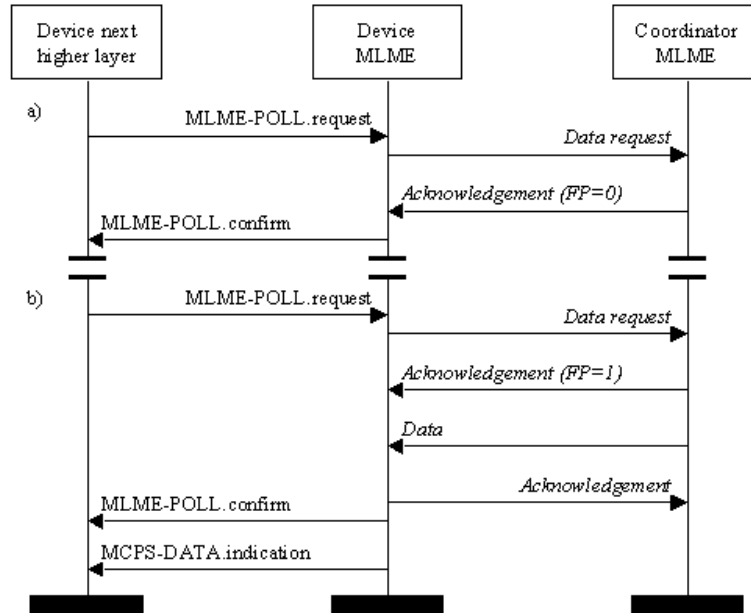 Device next
higher layer
Device
MLME
Coordinator
MLME
a)
MLME-POLL.request
Data request
Acknowledgement (FP=0)
MLME-POLL.confirm
b)
MLME-POLL.request
Data request
Acknowledgement (FP=1)
Data
Acknowledgement
MLME-POLL.confirm
MCPS-DATA.indication